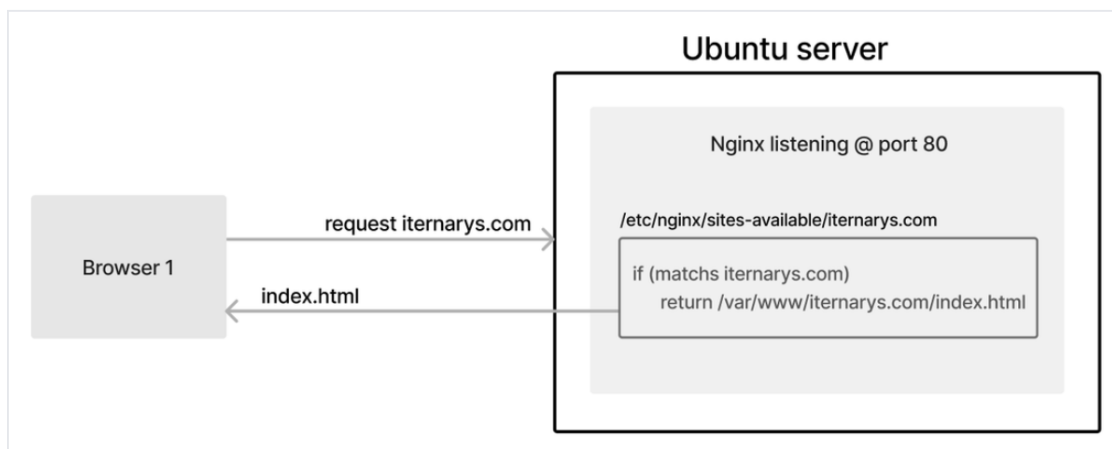 Ubuntu server
Nginx listening @ port 80
/etc/nginx/sites-available/iternarys.com
request iternarys.com
Browser 1
if (matchs iternarys.com)
index.html
return /var/www/iternarys.com/index.html